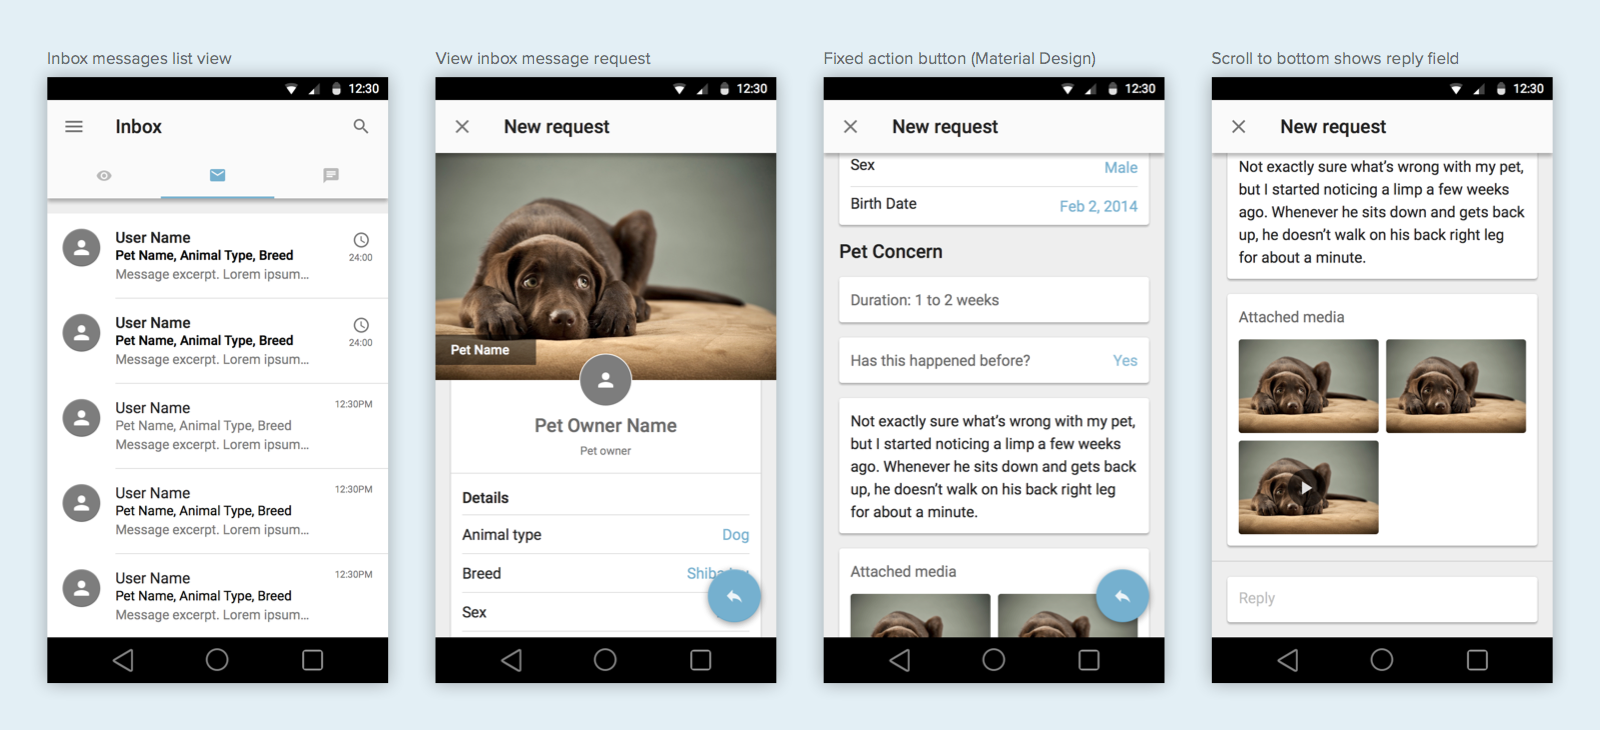 Inbox messages list view
12:30
Inbox
User Name
Pet Name, Animal Type, Breed
Message excerpt. Lorem ipsum...
24:00
User Name
Pet Name, Animal Type, Breed
Message excerpt. Lorem ipsum...
24:00
User Name
Pet Name, Animal Type, Breed
Message excerpt. Lorem ipsum...
12:30PM
User Name
Pet Name, Animal Type, Breed
Message excerpt. Lorem ipsum...
12:30PM
User Name
Pet Name, Animal Type, Breed
Message excerpt. Lorem ipsum...
12:30PM
View inbox message request
12:30
New request
Pet Name
Pet Owner Name
Pet owner
Details
Animal type Dog
Breed
Sex
Fixed action button (Material Design)
12:30
New request
Sex Male
Birth Date Feb 2, 2014
Pet Concern
Duration: 1 to 2 weeks
Has this happened before? Yes
Not exactly sure what's wrong with my pet,
but I started noticing a limp a few weeks
ago. Whenever he sits down and gets back
up, he doesn't walk on his back right leg
for about a minute.
Attached media
Scroll to bottom shows reply field
12:30
New request
Not exactly sure what's wrong with my pet,
but I started noticing a limp a few weeks
ago. Whenever he sits down and gets back
up, he doesn't walk on his back right leg
for about a minute.
Attached media
Reply